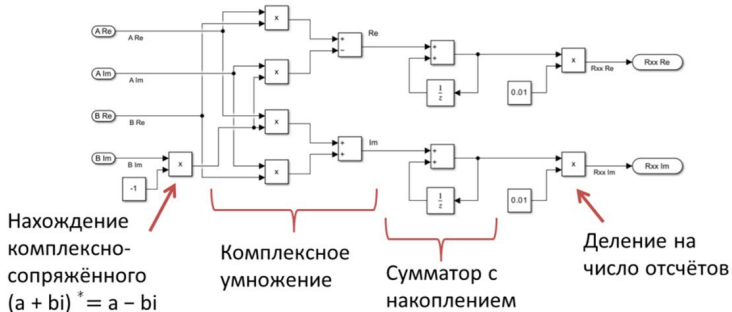 A Re
A Re
A Im
A Im
B Re
B Re
B Im
B Im
-1
x
x
x
x
x
+
−
Re
+
+
Im
+
+
1
z
+
+
1
z
0.01
x
Rxx Re
Rxx Re
0.01
x
Rxx Im
Rxx Im
Нахождение
комплексно-
сопряжённого
(a + bi) * = a − bi
Комплексное
умножение
Сумматор с
накоплением
Деление на
число отсчётов